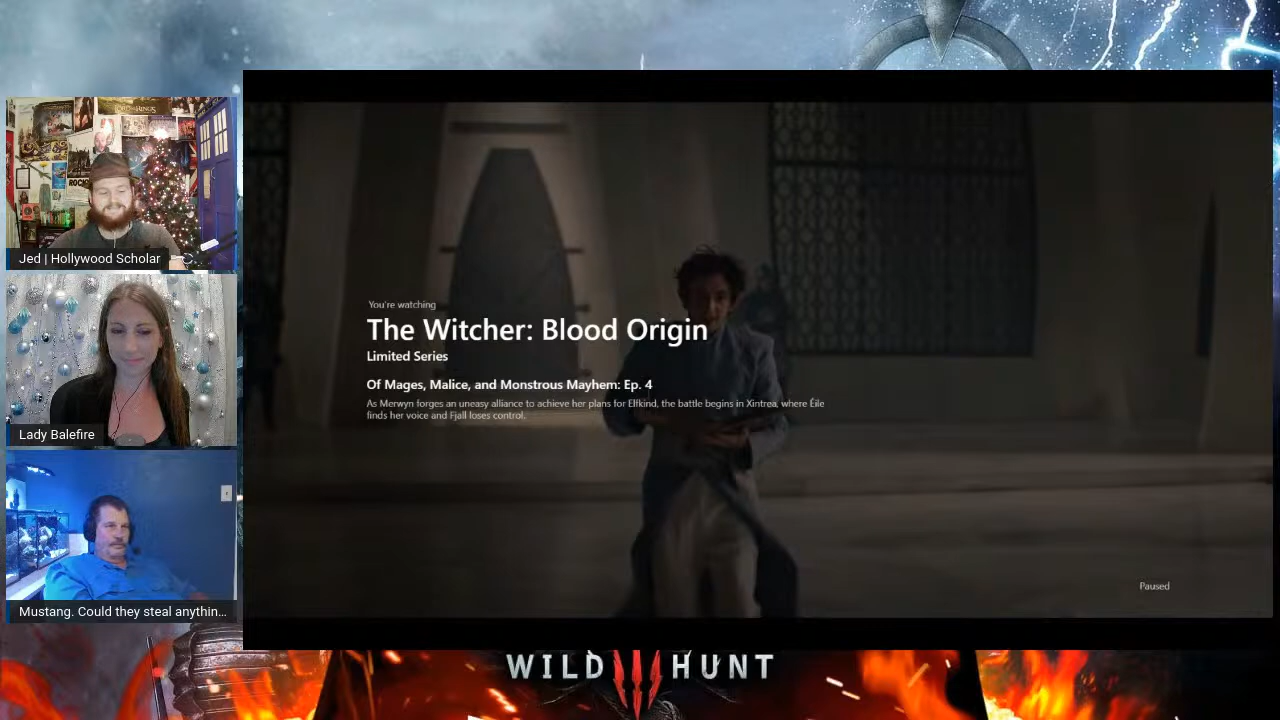 Jed | Hollywood Scholar
Lady Balefire
Mustang. Could they steal anythin...
You're watching
The Witcher: Blood Origin
Limited Series
Of Mages, Malice, and Monstrous Mayhem: Ep. 4
As Merwyn forges an uneasy alliance to achieve her plans for Elfkind, the battle begins in Xintrea, where Éile
finds her voice and Fjall loses control.
Paused
WILD HUNT